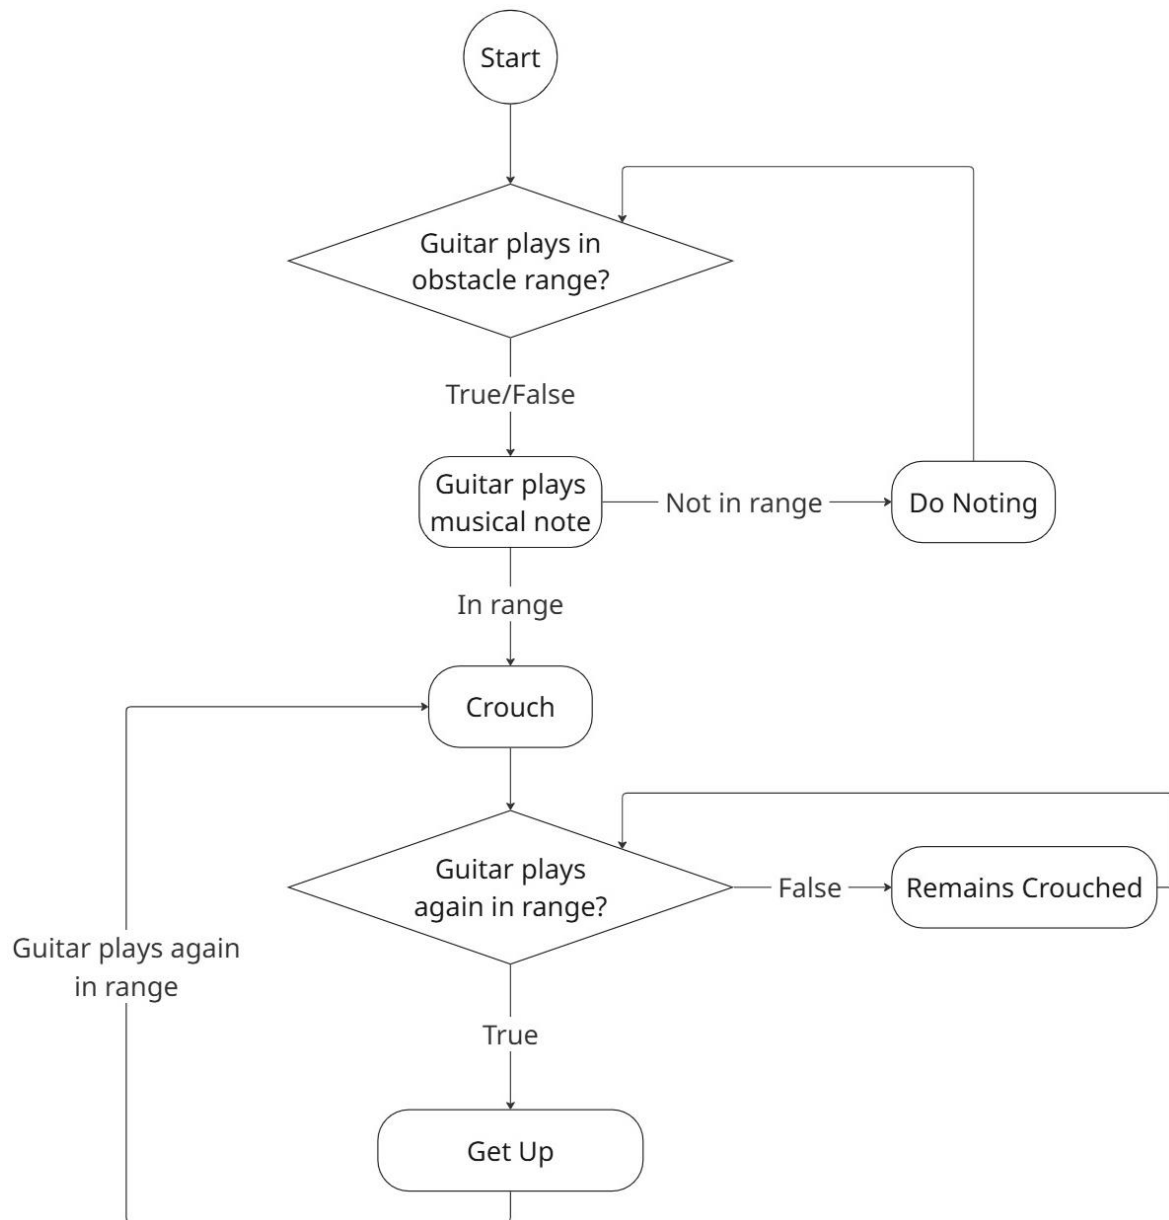 Start
Guitar plays in
obstacle range?
True/False
Guitar plays
musical note
Not in range
Do Noting
In range
Crouch
Guitar plays
again in range?
False
Remains Crouched
Guitar plays again
in range
True
Get Up